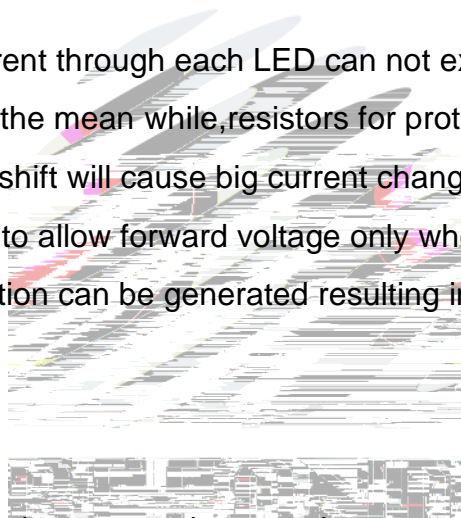 rent through each LED can not ex
the mean while,resistors for prot
shift will cause big current chang
to allow forward voltage only wh
tion can be generated resulting i